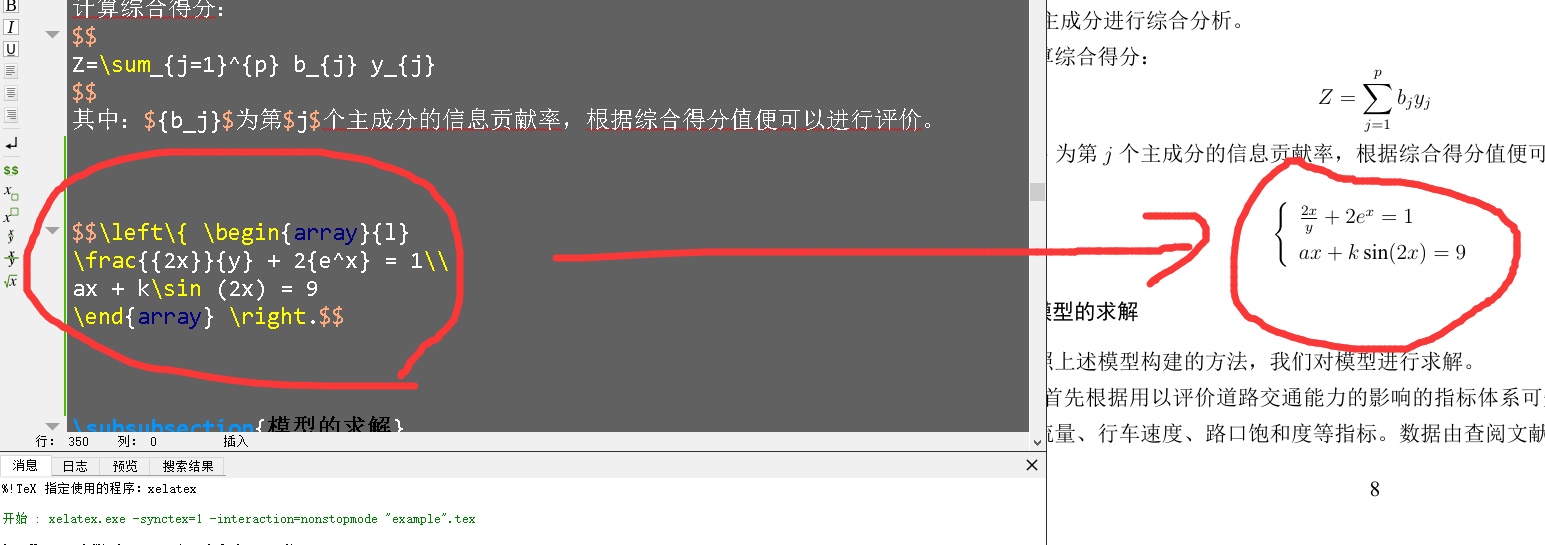 计算综合得分:
$$
Z=\sum_{j=1}^{p} b_{j} y_{j}
$$
其中: ${b_j}$为第$j$个主成分的信息贡献率，根据综合得分值便可以进行评价。
$$\left\{ \begin{array}{l}
\frac{{2x}}{y} + 2{e^x} = 1\\
ax + k\sin (2x) = 9
\end{array} \right.$$
\subsubsection{模型的求解}
行: 350 列: 0 插入
消息 日志 预览 搜索结果
%!TeX 指定使用的程序: xelatex
开始 : xelatex.exe -synctex=1 -interaction=nonstopmode "example".tex
主成分进行综合分析。
算综合得分:
Z = ∑_{j=1}^{p} b_j y_j
为第 j 个主成分的信息贡献率，根据综合得分值便可
{ 2x/y + 2e^x = 1
ax + k sin(2x) = 9
模型的求解
照上述模型构建的方法，我们对模型进行求解。
首先根据用以评价道路交通能力的影响的指标体系可
流量、行车速度、路口饱和度等指标。数据由查阅文献
8